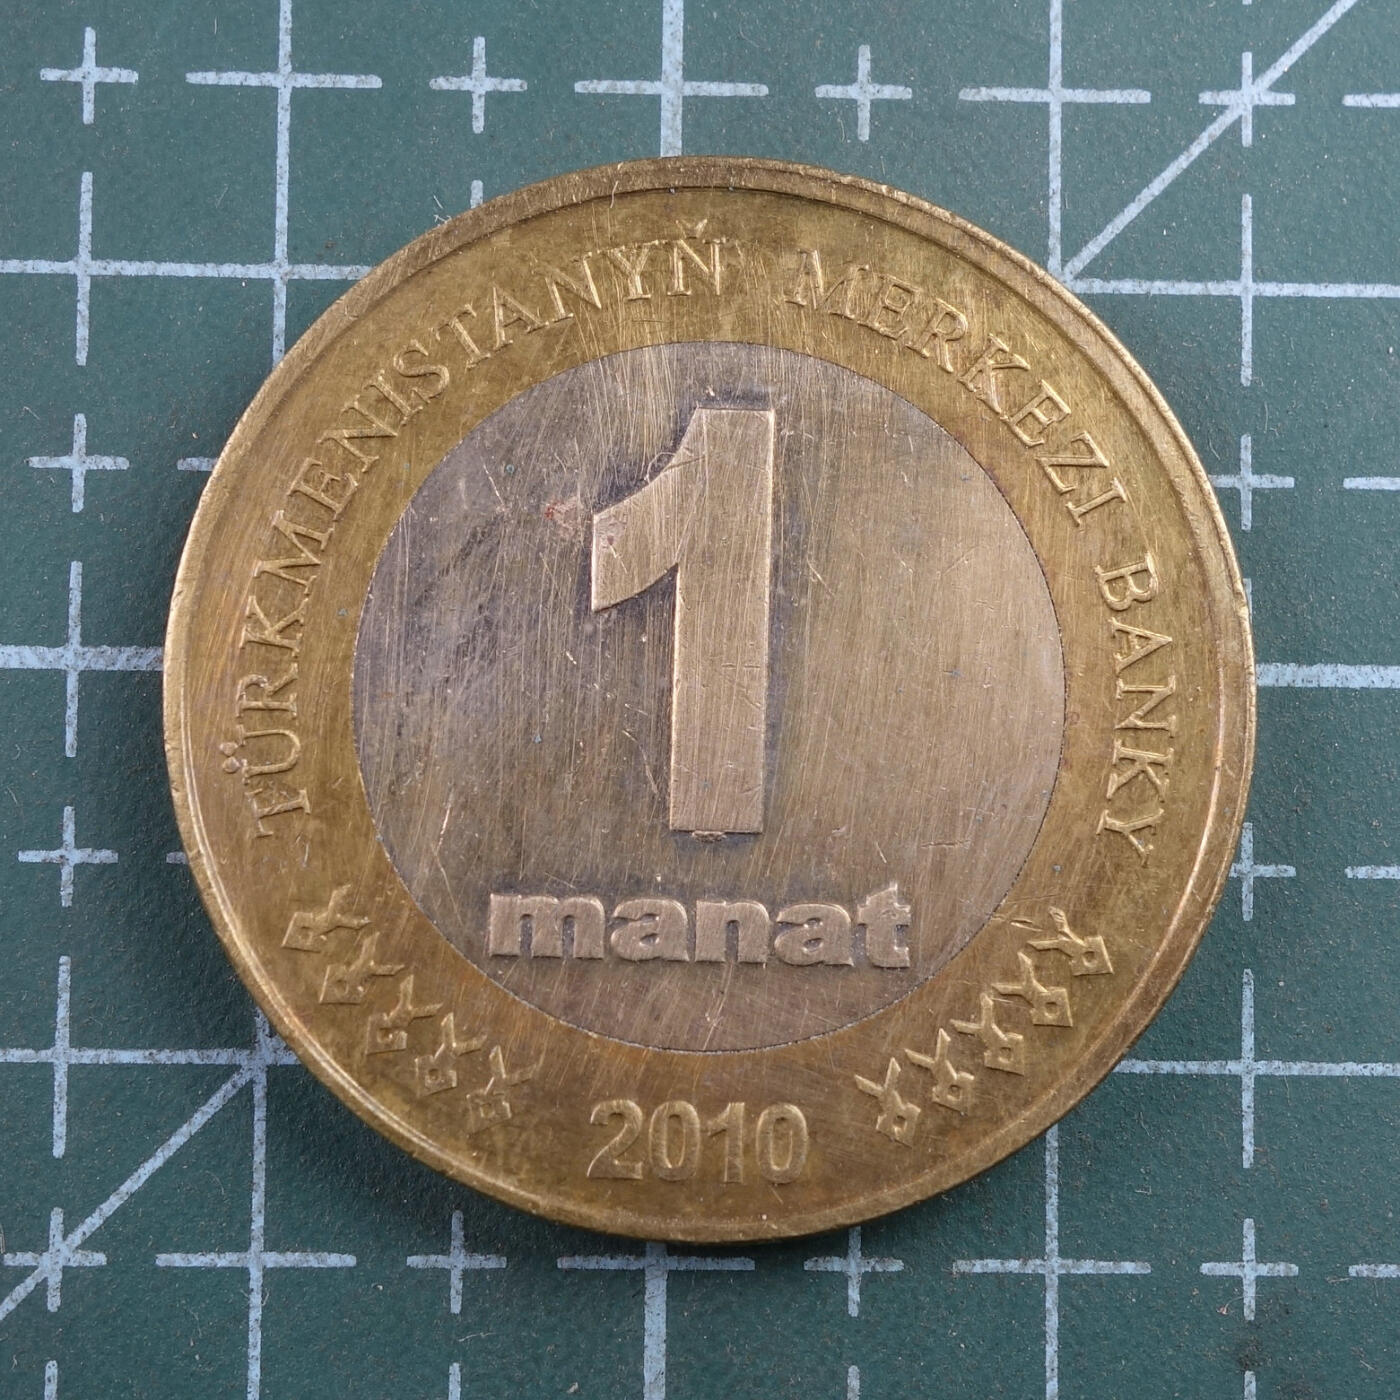 TÜRKMENISTANYŇ MERKEZI BANKY
1
manat
2010